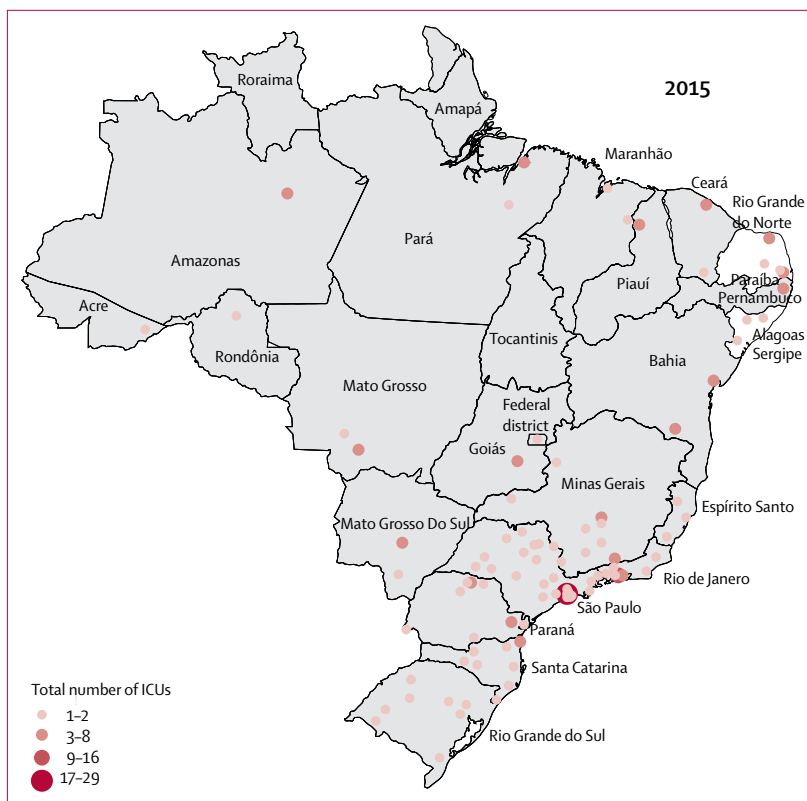 2015
Roraima
Amapá
Maranhão
Ceará
Rio Grande
do Norte
Pará
Amazonas
Piauí
Paraíba
Pernambuco
Acre
Alagoas
Sergipe
Rondônia
Tocantinis
Bahia
Mato Grosso
Federal
district
Goiás
Minas Gerais
Espírito Santo
Mato Grosso Do Sul
Rio de Janero
São Paulo
Paraná
Santa Catarina
Rio Grande do Sul
Total number of ICUs
1–2
3–8
9–16
17–29